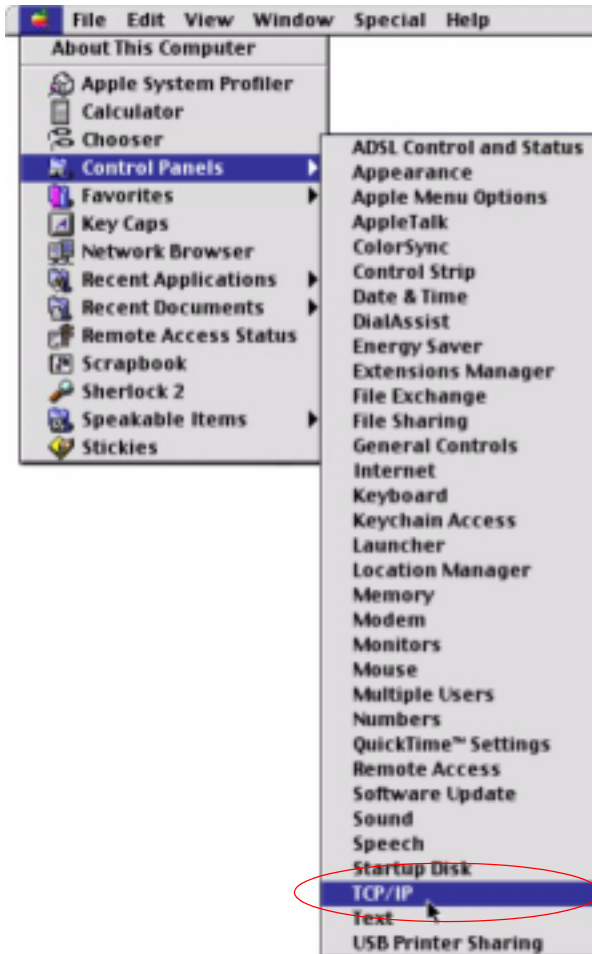 File Edit View Window Special Help
About This Computer
Apple System Profiler
Calculator
Chooser
Control Panels
Favorites
Key Caps
Network Browser
Recent Applications
Recent Documents
Remote Access Status
Scrapbook
Sherlock 2
Speakable Items
Stickies
ADSL Control and Status
Appearance
Apple Menu Options
AppleTalk
ColorSync
Control Strip
Date & Time
DialAssist
Energy Saver
Extensions Manager
File Exchange
File Sharing
General Controls
Internet
Keyboard
Keychain Access
Launcher
Location Manager
Memory
Modem
Monitors
Mouse
Multiple Users
Numbers
QuickTime™ Settings
Remote Access
Software Update
Sound
Speech
Startup Disk
TCP/IP
Text
USB Printer Sharing